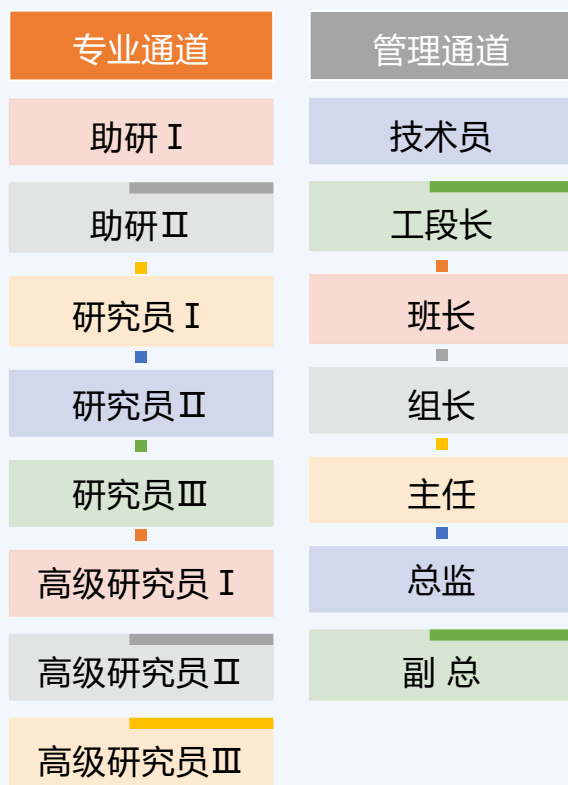 专业通道
助研Ⅰ
助研Ⅱ
研究员Ⅰ
研究员Ⅱ
研究员Ⅲ
高级研究员Ⅰ
高级研究员Ⅱ
高级研究员Ⅲ
管理通道
技术员
工段长
班长
组长
主任
总监
副 总